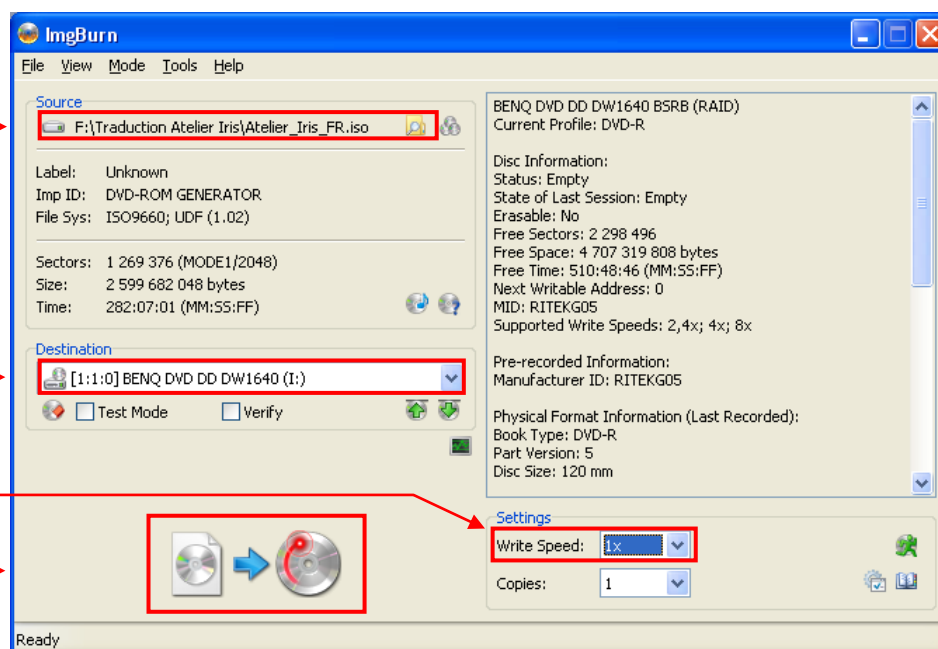 ImgBurn
File View Mode Tools Help
Source
F:\Traduction Atelier Iris\Atelier_Iris_FR.iso
Label: Unknown
Imp ID: DVD-ROM GENERATOR
File Sys: ISO9660; UDF (1.02)
Sectors: 1 269 376 (MODE1/2048)
Size: 2 599 682 048 bytes
Time: 282:07:01 (MM:SS:FF)
Destination
[1:1:0] BENQ DVD DD DW1640 (I:)
Test Mode Verify
BENQ DVD DD DW1640 BSRB (RAID)
Current Profile: DVD-R
Disc Information:
Status: Empty
State of Last Session: Empty
Erasable: No
Free Sectors: 2 298 496
Free Space: 4 707 319 808 bytes
Free Time: 510:48:46 (MM:SS:FF)
Next Writable Address: 0
MID: RITEKG05
Supported Write Speeds: 2,4x; 4x; 8x
Pre-recorded Information:
Manufacturer ID: RITEKG05
Physical Format Information (Last Recorded):
Book Type: DVD-R
Part Version: 5
Disc Size: 120 mm
Settings
Write Speed: 1x
Copies: 1
Ready